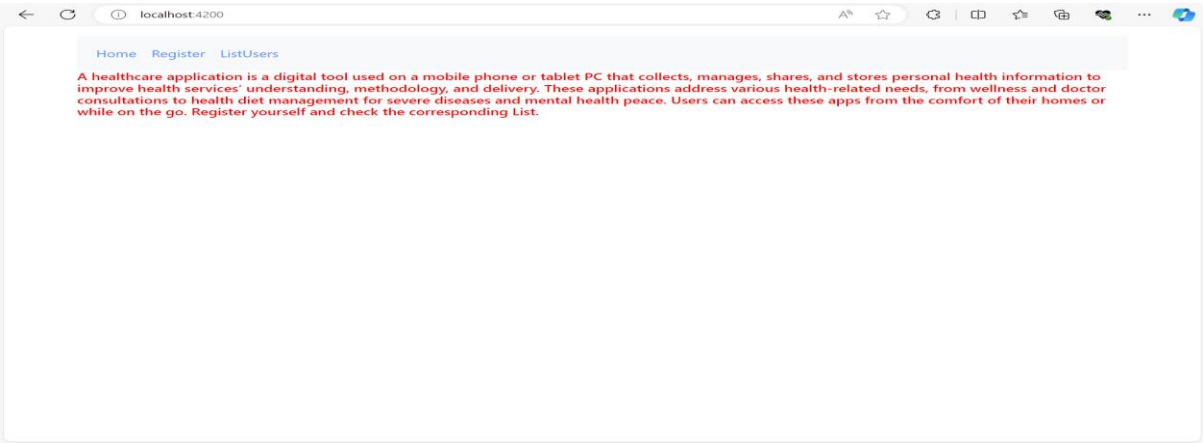 localhost:4200
Home Register ListUsers
A healthcare application is a digital tool used on a mobile phone or tablet PC that collects, manages, shares, and stores personal health information to
improve health services' understanding, methodology, and delivery. These applications address various health-related needs, from wellness and doctor
consultations to health diet management for severe diseases and mental health peace. Users can access these apps from the comfort of their homes or
while on the go. Register yourself and check the corresponding List.